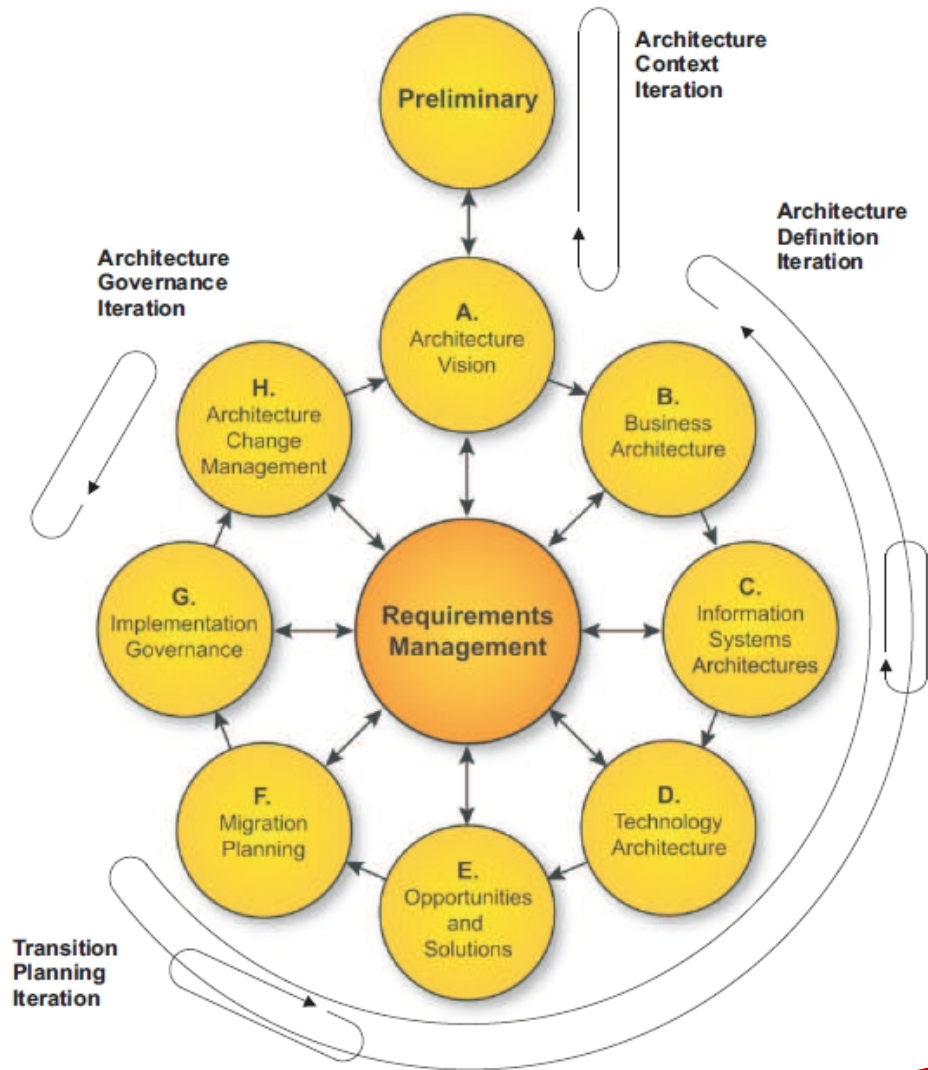 Preliminary
Architecture
Context
Iteration
Architecture
Definition
Iteration
Architecture
Governance
Iteration
A.
Architecture
Vision
H.
Architecture
Change
Management
B.
Business
Architecture
G.
Implementation
Governance
Requirements
Management
C.
Information
Systems
Architectures
F.
Migration
Planning
D.
Technology
Architecture
E.
Opportunities
and
Solutions
Transition
Planning
Iteration